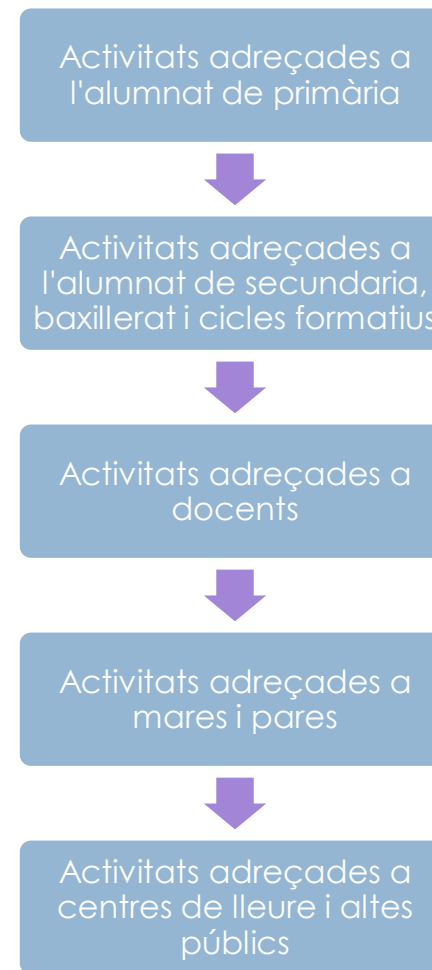 Activitats adreçades a
l'alumnat de primària
Activitats adreçades a
l'alumnat de secundaria,
baxillerat i cicles formatius
Activitats adreçades a
docents
Activitats adreçades a
mares i pares
Activitats adreçades a
centres de lleure i altes
públics